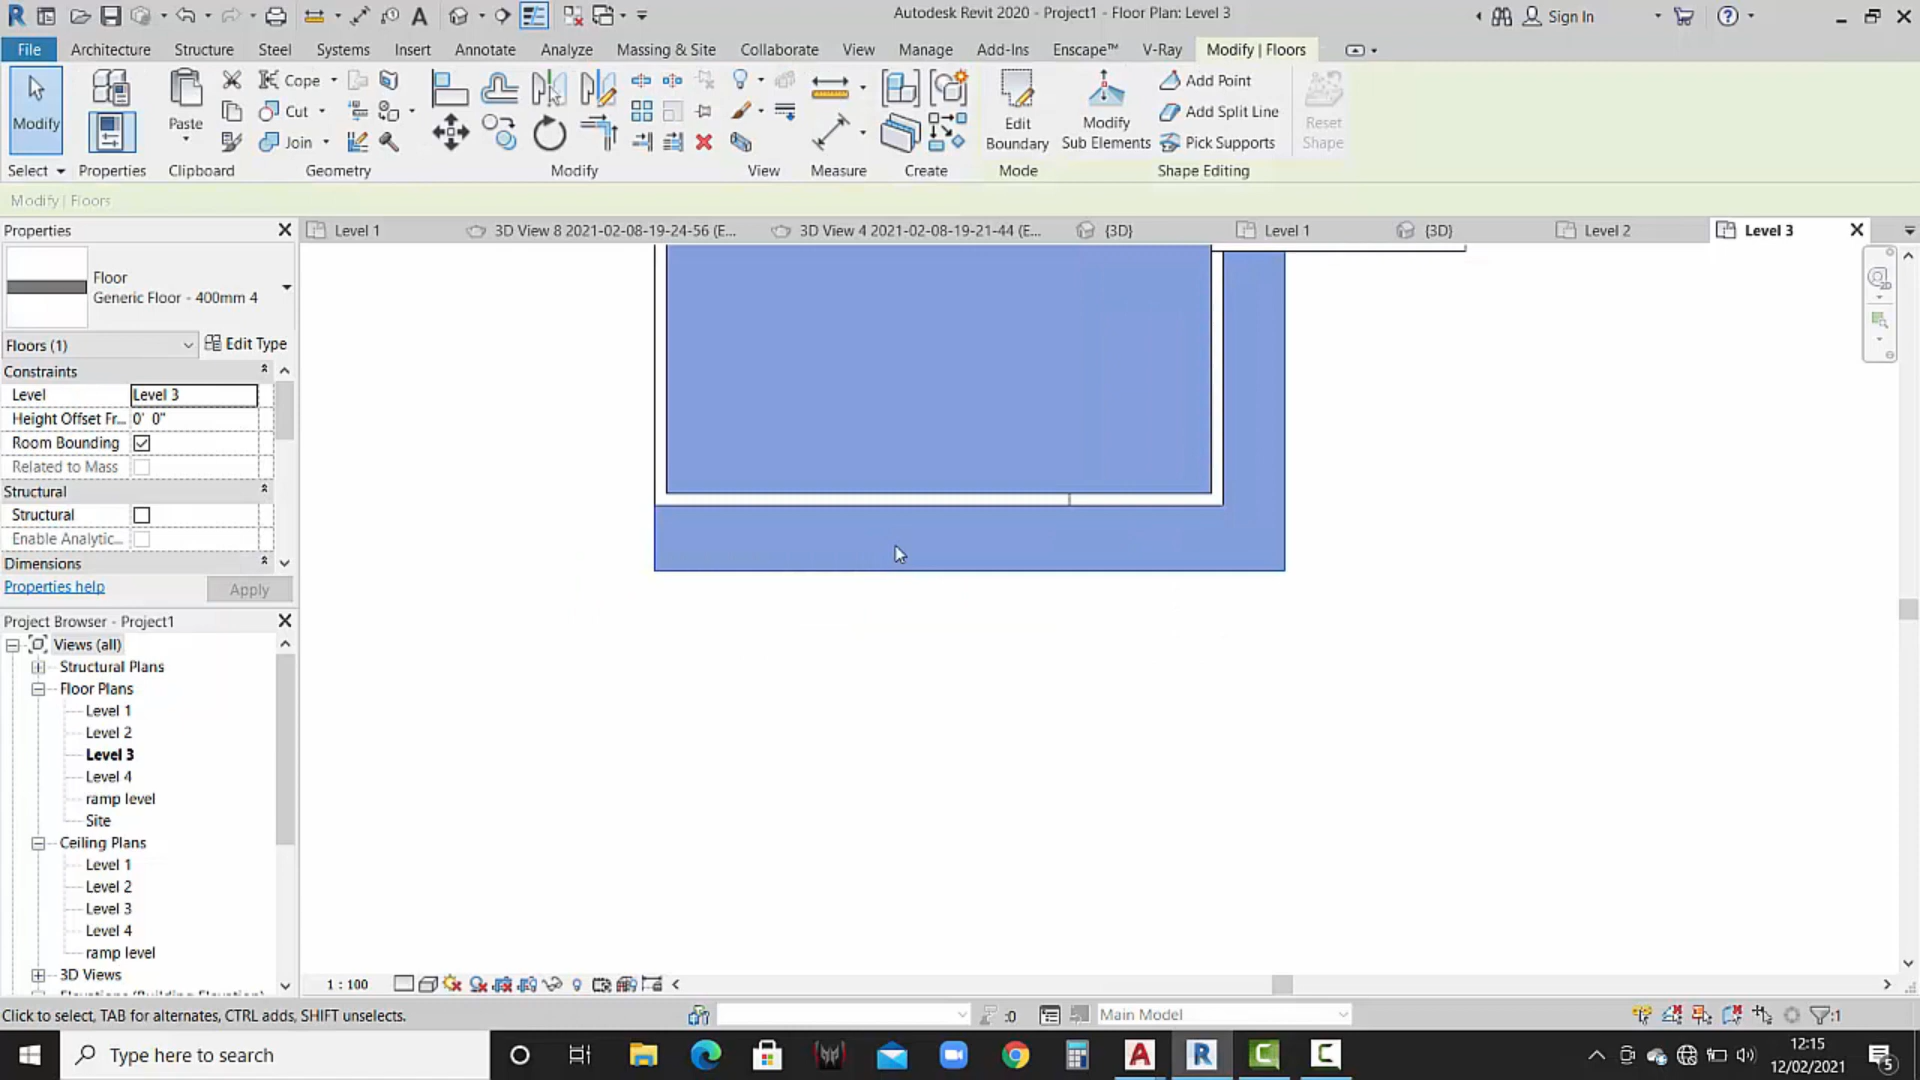 Autodesk Revit 2020 - Project1 - Floor Plan: Level 3
Sign In
File Architecture Structure Steel Systems Insert Annotate Analyze Massing & Site Collaborate View Manage Add-Ins Enscape™ V-Ray Modify | Floors
Modify
Paste
Cope
Cut
Join
Edit Boundary
Modify Sub Elements
Add Point
Add Split Line
Pick Supports
Reset Shape
Select Properties Clipboard Geometry Modify View Measure Create Mode Shape Editing
Modify | Floors
Properties
Level 1
3D View 8 2021-02-08-19-24-56 (E...
3D View 4 2021-02-08-19-21-44 (E...
{3D}
Level 1
{3D}
Level 2
Level 3
Floor
Generic Floor - 400mm 4
Floors (1)
Edit Type
Constraints
Level Level 3
Height Offset Fr... 0' 0"
Room Bounding
Related to Mass
Structural
Structural
Enable Analytic...
Dimensions
Properties help
Apply
Project Browser - Project1
Views (all)
Structural Plans
Floor Plans
Level 1
Level 2
Level 3
Level 4
ramp level
Site
Ceiling Plans
Level 1
Level 2
Level 3
Level 4
ramp level
3D Views
Elevations (Building Elevation)
1 : 100
Click to select, TAB for alternates, CTRL adds, SHIFT unselects.
:0
Main Model
:1
Type here to search
12:15
12/02/2021
5